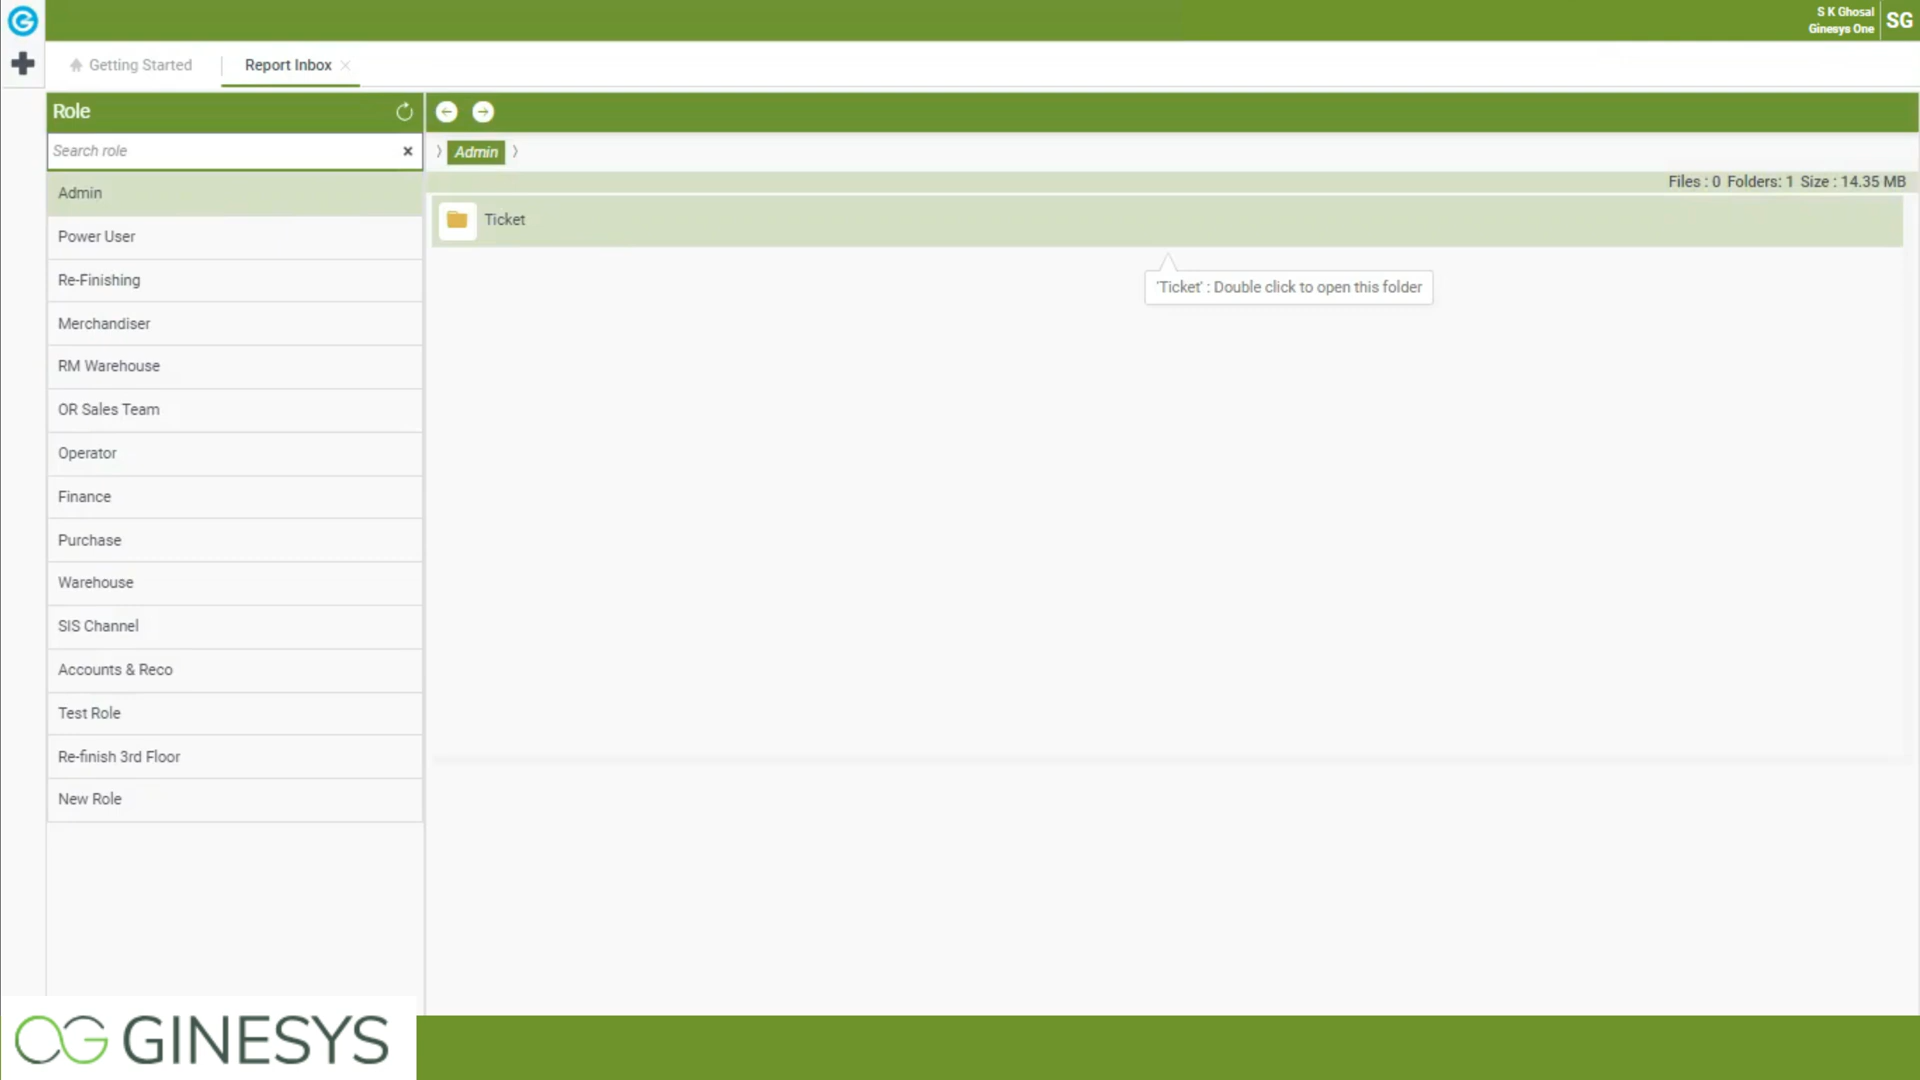 S K Ghosal
Ginesys One
SG
Getting Started
Report Inbox
Role
Search role
Admin
Power User
Re-Finishing
Merchandiser
RM Warehouse
OR Sales Team
Operator
Finance
Purchase
Warehouse
SIS Channel
Accounts & Reco
Test Role
Re-finish 3rd Floor
New Role
Admin
Files : 0 Folders: 1 Size : 14.35 MB
Ticket
'Ticket' : Double click to open this folder
GINESYS